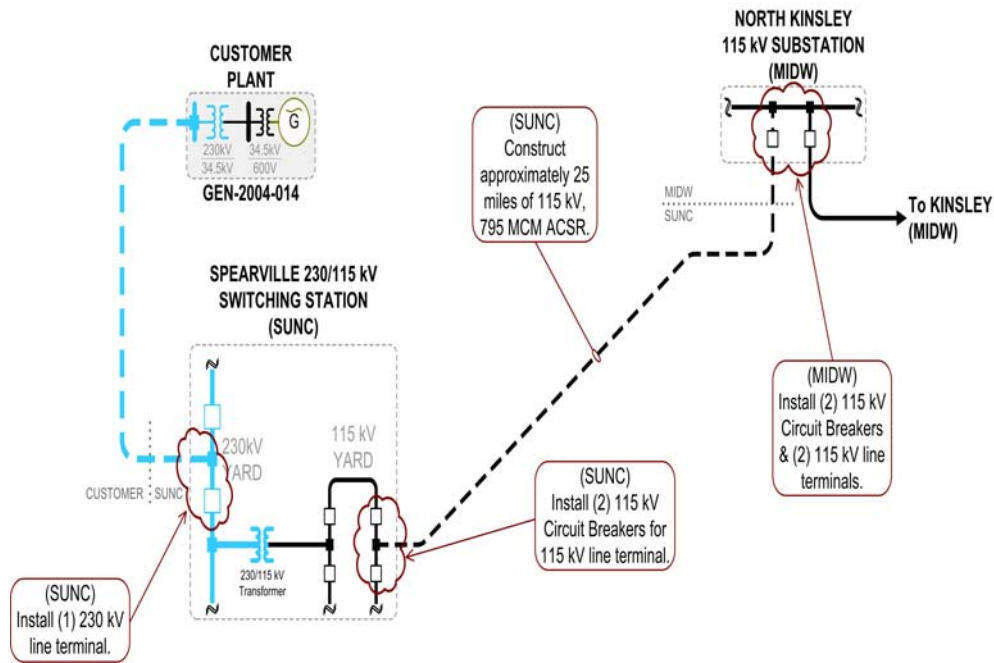 NORTH KINSLEY
115 kV SUBSTATION
(MIDW)
CUSTOMER
PLANT
G
230kV
34.5kV
34.5kV
600V
GEN-2004-014
(SUNC)
Construct
approximately 25
miles of 115 kV,
795 MCM ACSR.
MIDW
SUNC
To KINSLEY
(MIDW)
SPEARVILLE 230/115 kV
SWITCHING STATION
(SUNC)
230kV
YARD
115 kV
YARD
CUSTOMER
SUNC
230/115 kV
Transformer
(MIDW)
Install (2) 115 kV
Circuit Breakers
& (2) 115 kV line
terminals.
(SUNC)
Install (2) 115 kV
Circuit Breakers for
115 kV line terminal.
(SUNC)
Install (1) 230 kV
line terminal.